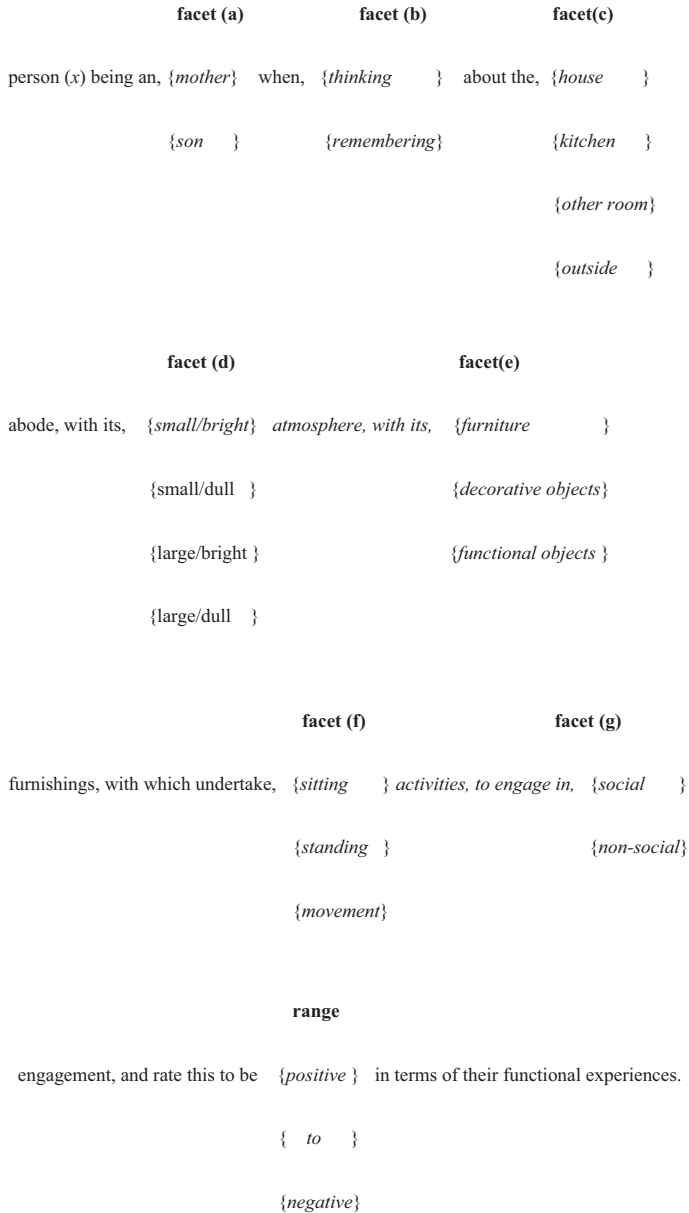 facet (a) facet (b) facet(c)
person (x) being an, {mother} when, {thinking } about the, {house }
{son } {remembering} {kitchen }
{other room}
{outside }
facet (d) facet(e)
abode, with its, {small/bright} atmosphere, with its, {furniture }
{small/dull } {decorative objects}
{large/bright } {functional objects }
{large/dull }
facet (f) facet (g)
furnishings, with which undertake, {sitting } activities, to engage in, {social }
{standing } {non-social}
{movement}
range
engagement, and rate this to be {positive } in terms of their functional experiences.
{ to }
{negative}